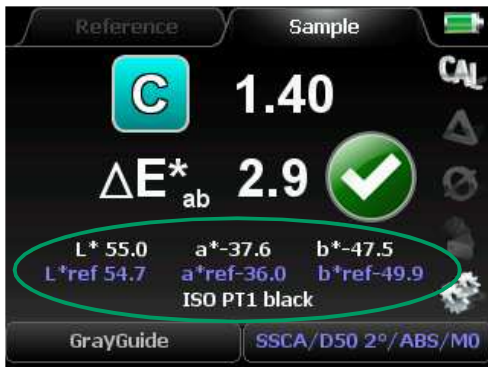 Reference Sample
CAL
C 1.40
ΔE*ab 2.9
L* 55.0 a*-37.6 b*-47.5
L*ref 54.7 a*ref-36.0 b*ref-49.9
ISO PT1 black
GrayGuide SSCA/D50 2°/ABS/M0